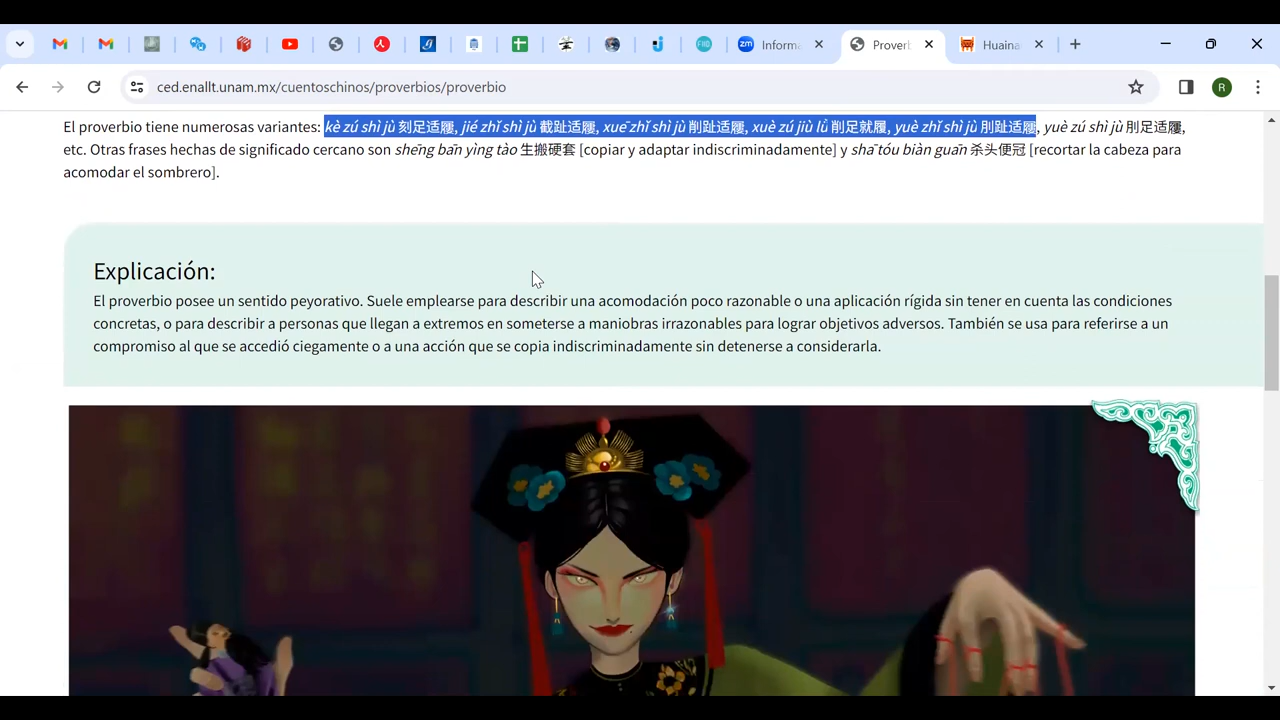 Informa
Proverb
Huaina
ced.enallt.unam.mx/cuentoschinos/proverbios/proverbio
R
El proverbio tiene numerosas variantes: kè zú shì jù 刻足适屦, jié zhǐ shì jù 截趾适屦, xuē zhǐ shì jù 削趾适屦, xuè zú jiù lǚ 削足就履, yuè zhǐ shì jù 刖趾适屦, yuè zú shì jù 刖足适屦,
etc. Otras frases hechas de significado cercano son shēng bān yìng tào 生搬硬套 [copiar y adaptar indiscriminadamente] y shā tóu biàn guān 杀头便冠 [recortar la cabeza para
acomodar el sombrero].
Explicación:
El proverbio posee un sentido peyorativo. Suele emplearse para describir una acomodación poco razonable o una aplicación rígida sin tener en cuenta las condiciones
concretas, o para describir a personas que llegan a extremos en someterse a maniobras irrazonables para lograr objetivos adversos. También se usa para referirse a un
compromiso al que se accedió ciegamente o a una acción que se copia indiscriminadamente sin detenerse a considerarla.